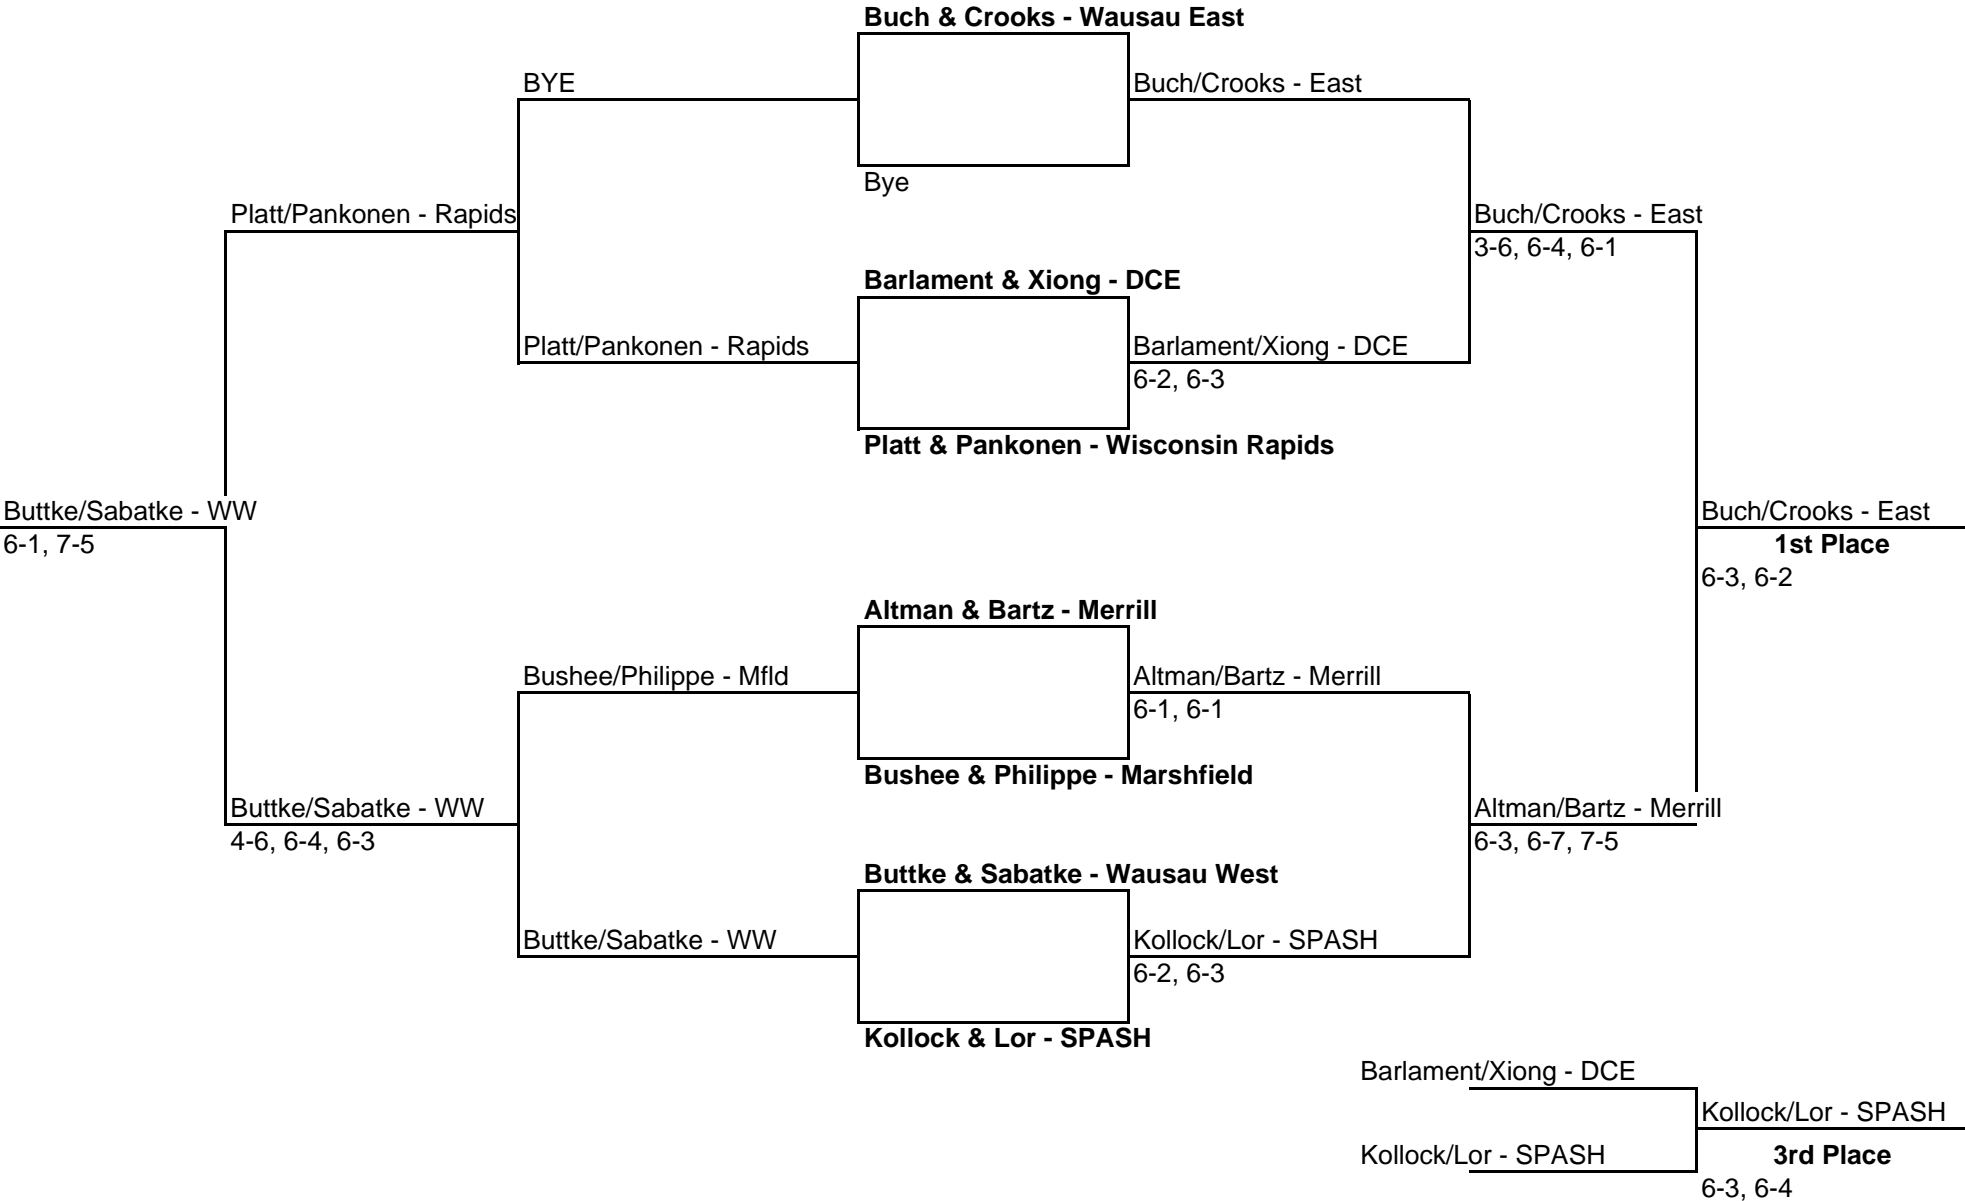 Buch & Crooks - Wausau East
BYE
Buch/Crooks - East
Bye
Platt/Pankonen - Rapids
Buch/Crooks - East
3-6, 6-4, 6-1
Barlament & Xiong - DCE
Platt/Pankonen - Rapids
Barlament/Xiong - DCE
6-2, 6-3
Platt & Pankonen - Wisconsin Rapids
Buttke/Sabatke - WW
6-1, 7-5
Buch/Crooks - East
1st Place
6-3, 6-2
Altman & Bartz - Merrill
Bushee/Philippe - Mfld
Altman/Bartz - Merrill
6-1, 6-1
Bushee & Philippe - Marshfield
Buttke/Sabatke - WW
4-6, 6-4, 6-3
Altman/Bartz - Merrill
6-3, 6-7, 7-5
Buttke & Sabatke - Wausau West
Buttke/Sabatke - WW
Kollock/Lor - SPASH
6-2, 6-3
Kollock & Lor - SPASH
Barlament/Xiong - DCE
Kollock/Lor - SPASH
Kollock/Lor - SPASH
3rd Place
6-3, 6-4